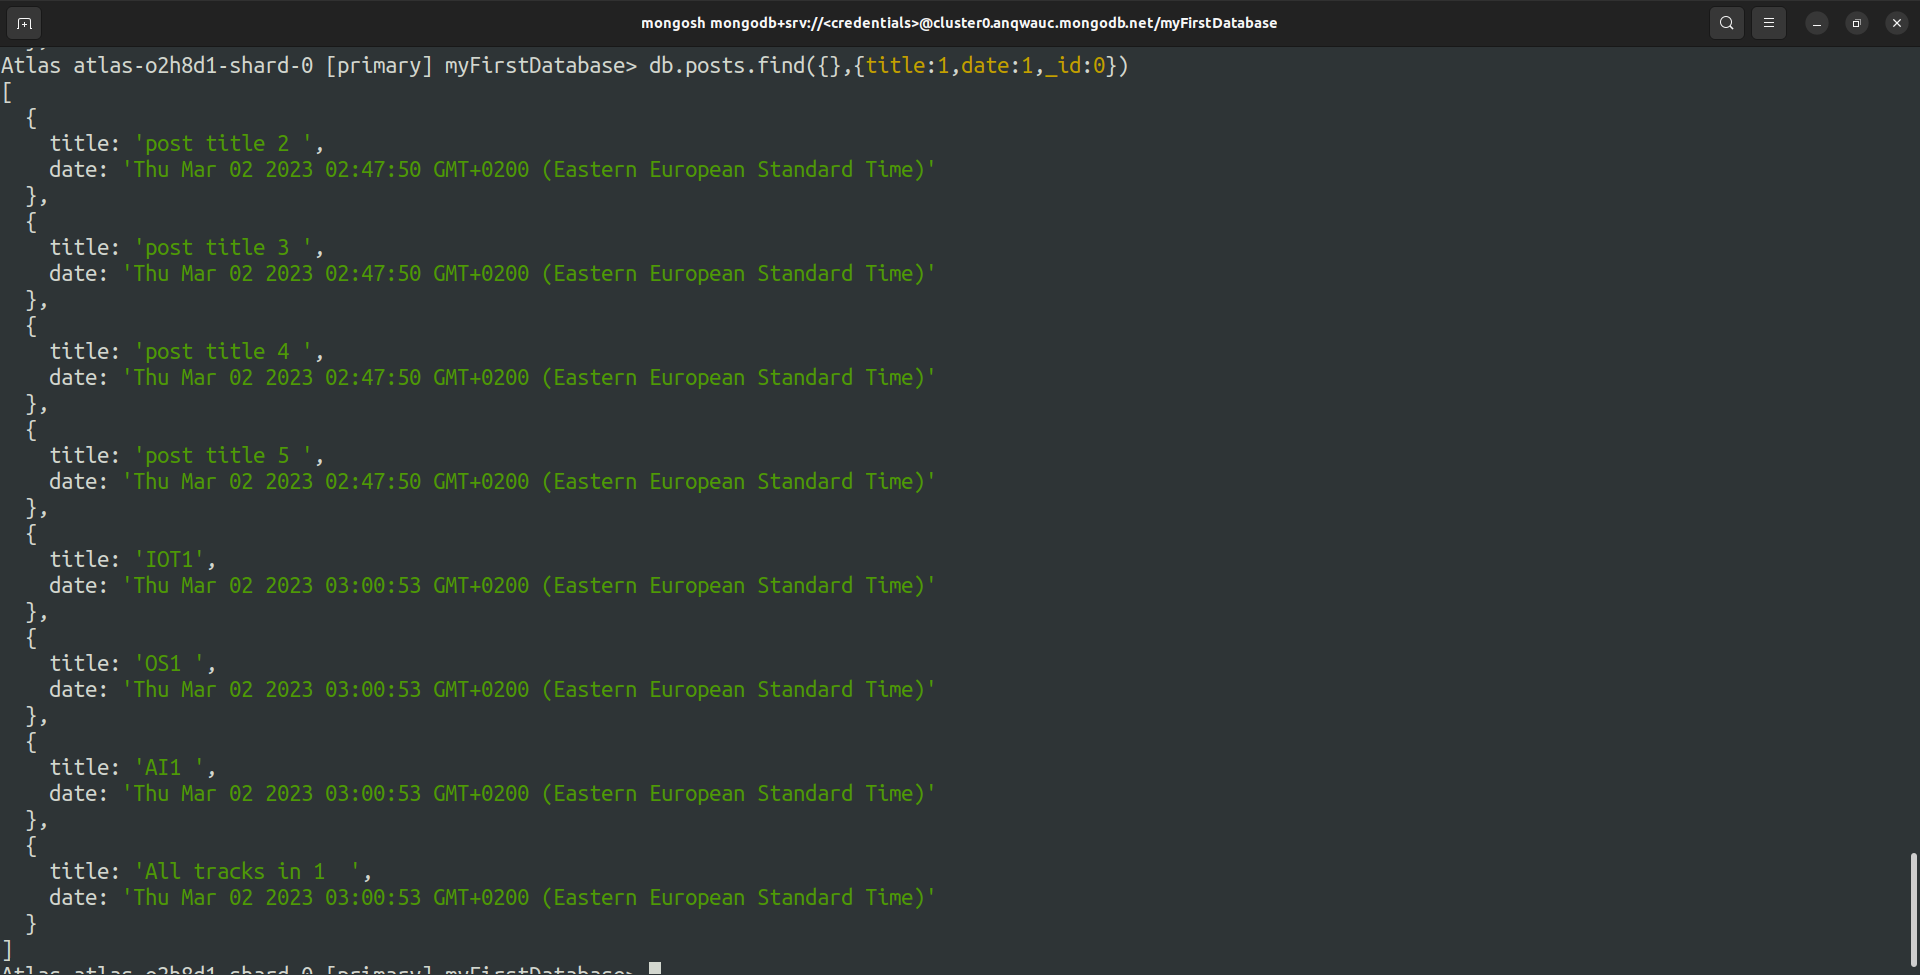 mongosh mongodb+srv://<credentials>@cluster0.anqwauc.mongodb.net/myFirstDatabase
Atlas atlas-o2h8d1-shard-0 [primary] myFirstDatabase> db.posts.find({},{title:1,date:1,_id:0})
[
  {
    title: 'post title 2 ',
    date: 'Thu Mar 02 2023 02:47:50 GMT+0200 (Eastern European Standard Time)'
  },
  {
    title: 'post title 3 ',
    date: 'Thu Mar 02 2023 02:47:50 GMT+0200 (Eastern European Standard Time)'
  },
  {
    title: 'post title 4 ',
    date: 'Thu Mar 02 2023 02:47:50 GMT+0200 (Eastern European Standard Time)'
  },
  {
    title: 'post title 5 ',
    date: 'Thu Mar 02 2023 02:47:50 GMT+0200 (Eastern European Standard Time)'
  },
  {
    title: 'IOT1',
    date: 'Thu Mar 02 2023 03:00:53 GMT+0200 (Eastern European Standard Time)'
  },
  {
    title: 'OS1 ',
    date: 'Thu Mar 02 2023 03:00:53 GMT+0200 (Eastern European Standard Time)'
  },
  {
    title: 'AI1 ',
    date: 'Thu Mar 02 2023 03:00:53 GMT+0200 (Eastern European Standard Time)'
  },
  {
    title: 'All tracks in 1  ',
    date: 'Thu Mar 02 2023 03:00:53 GMT+0200 (Eastern European Standard Time)'
  }
]
Atlas atlas-o2h8d1-shard-0 [primary] myFirstDatabase>